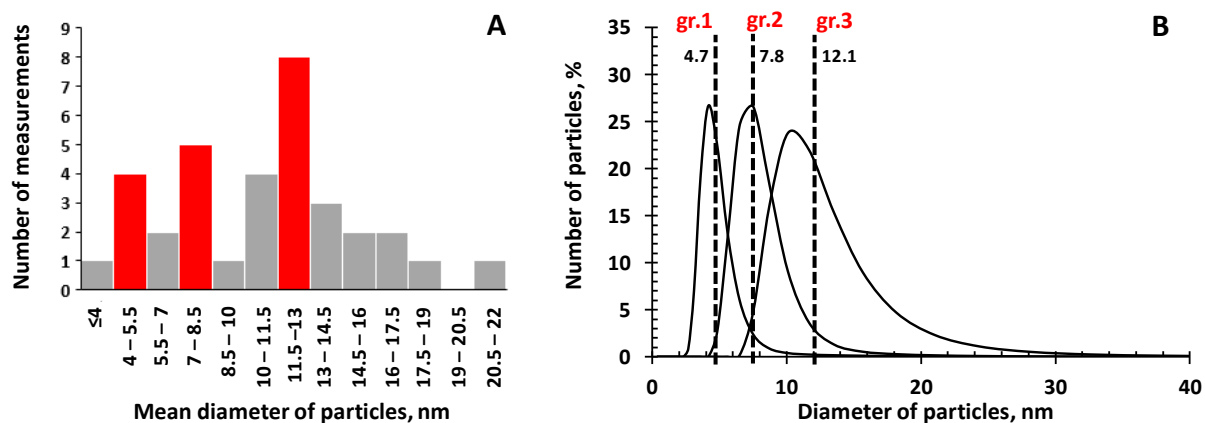 A
Number of measurements
9
8
7
6
5
4
3
2
1
0
≤4
4 – 5.5
5.5 – 7
7 – 8.5
8.5 – 10
10 – 11.5
11.5 –13
13 – 14.5
14.5 – 16
16 – 17.5
17.5 – 19
19 – 20.5
20.5 – 22
Mean diameter of particles, nm
B
gr.1 gr.2 gr.3
4.7 7.8 12.1
Number of particles, %
35
30
25
20
15
10
5
0
0 10 20 30 40
Diameter of particles, nm